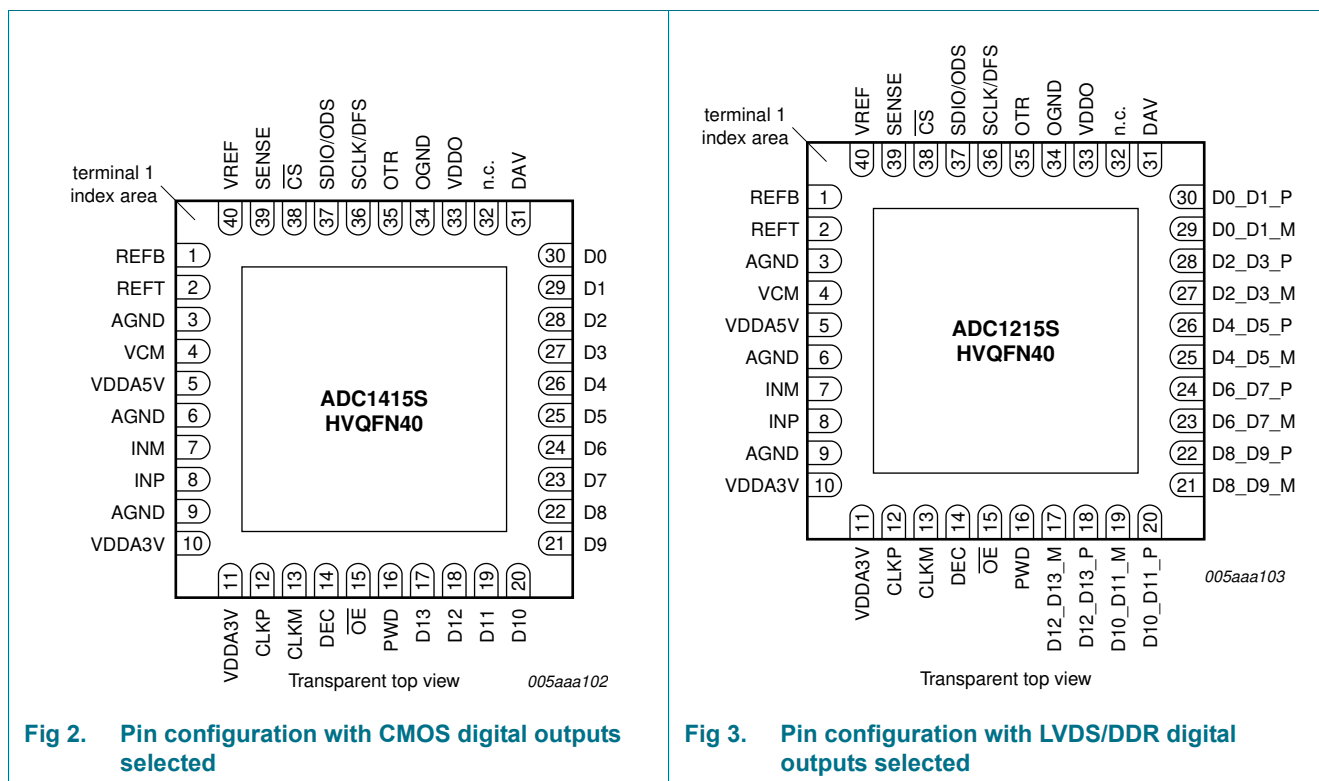 VREF
SENSE
CS
SDIO/ODS
SCLK/DFS
OTR
OGND
VDDO
n.c.
DAV
terminal 1
index area
40
39
38
37
36
35
34
33
32
31
REFB 1
REFT 2
AGND 3
VCM 4
VDDA5V 5
AGND 6
INM 7
INP 8
AGND 9
VDDA3V 10
ADC1415S
HVQFN40
30 D0
29 D1
28 D2
27 D3
26 D4
25 D5
24 D6
23 D7
22 D8
21 D9
11
12
13
14
15
16
17
18
19
20
VDDA3V
CLKP
CLKM
DEC
OE
PWD
D13
D12
D11
D10
Transparent top view
005aaa102
Fig 2. Pin configuration with CMOS digital outputs
selected
VREF
SENSE
CS
SDIO/ODS
SCLK/DFS
OTR
OGND
VDDO
n.c.
DAV
terminal 1
index area
40
39
38
37
36
35
34
33
32
31
REFB 1
REFT 2
AGND 3
VCM 4
VDDA5V 5
AGND 6
INM 7
INP 8
AGND 9
VDDA3V 10
ADC1215S
HVQFN40
30 D0_D1_P
29 D0_D1_M
28 D2_D3_P
27 D2_D3_M
26 D4_D5_P
25 D4_D5_M
24 D6_D7_P
23 D6_D7_M
22 D8_D9_P
21 D8_D9_M
11
12
13
14
15
16
17
18
19
20
VDDA3V
CLKP
CLKM
DEC
OE
PWD
D12_D13_M
D12_D13_P
D10_D11_M
D10_D11_P
005aaa103
Transparent top view
Fig 3. Pin configuration with LVDS/DDR digital
outputs selected